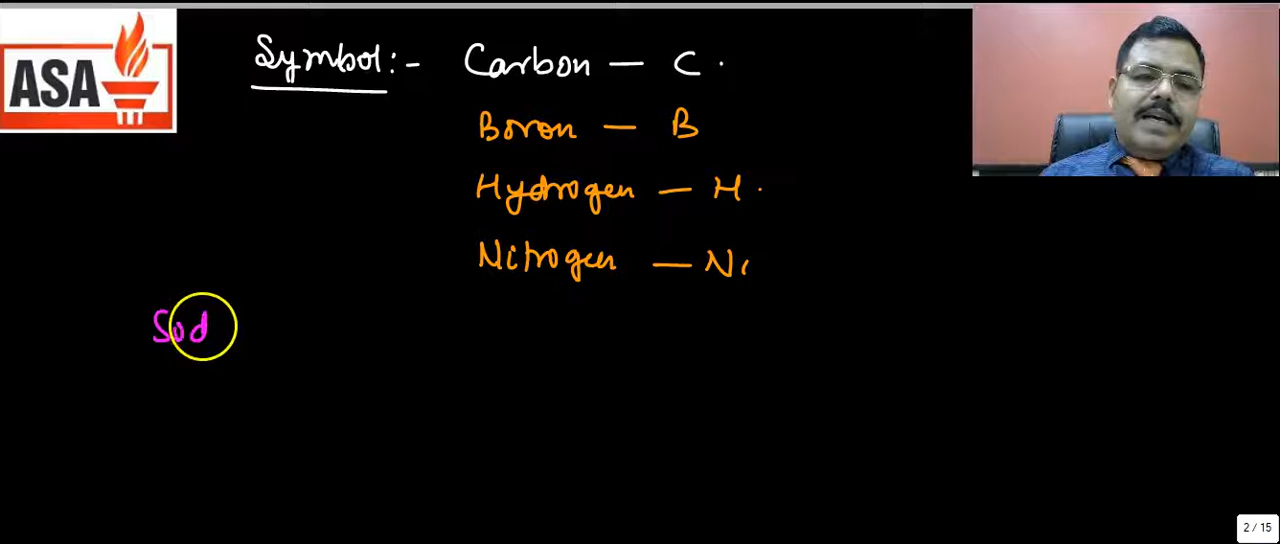 ASA
Symbol:- Carbon — C .
Boron — B
Hydrogen — H .
Nitrogen — N,
Sod
2 / 15